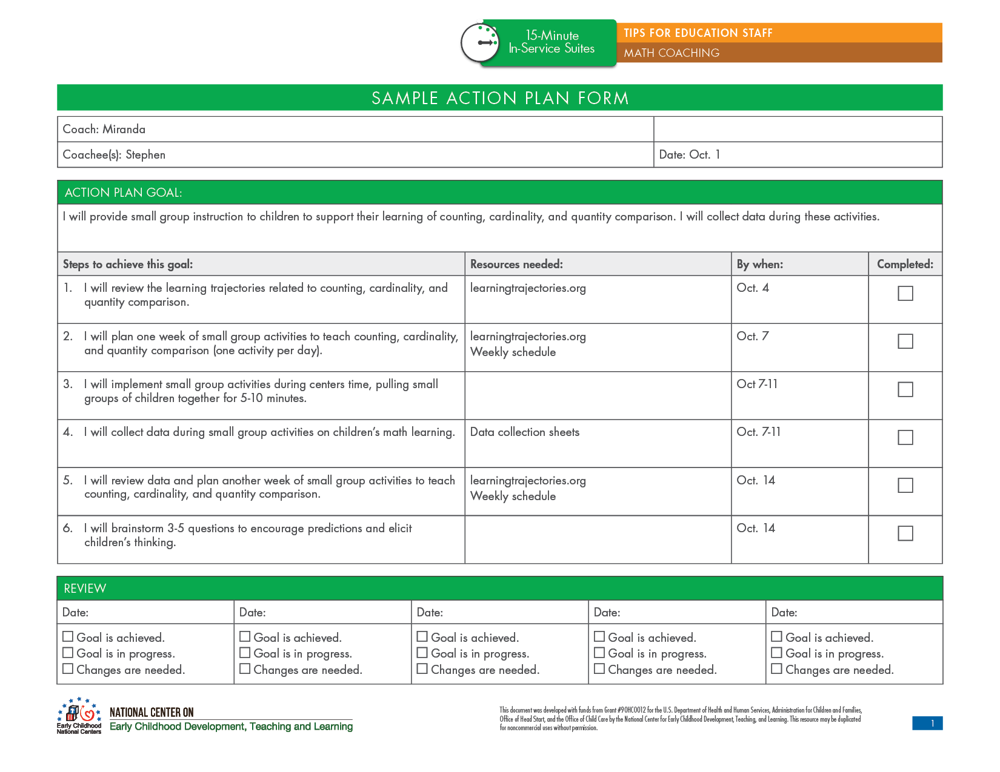 15-Minute
In-Service Suites
TIPS FOR EDUCATION STAFF
MATH COACHING
SAMPLE ACTION PLAN FORM
Coach: Miranda
Coachee(s): Stephen
Date: Oct. 1
ACTION PLAN GOAL:
I will provide small group instruction to children to support their learning of counting, cardinality, and quantity comparison. I will collect data during these activities.
Steps to achieve this goal:
Resources needed:
By when:
Completed:
1. I will review the learning trajectories related to counting, cardinality, and
quantity comparison.
learningtrajectories.org
Oct. 4
2. I will plan one week of small group activities to teach counting, cardinality,
and quantity comparison (one activity per day).
learningtrajectories.org
Weekly schedule
Oct. 7
3. I will implement small group activities during centers time, pulling small
groups of children together for 5-10 minutes.
Oct 7-11
4. I will collect data during small group activities on children’s math learning.
Data collection sheets
Oct. 7-11
5. I will review data and plan another week of small group activities to teach
counting, cardinality, and quantity comparison.
learningtrajectories.org
Weekly schedule
Oct. 14
6. I will brainstorm 3-5 questions to encourage predictions and elicit
children’s thinking.
Oct. 14
REVIEW
Date:
Goal is achieved.
Goal is in progress.
Changes are needed.
Date:
Goal is achieved.
Goal is in progress.
Changes are needed.
Date:
Goal is achieved.
Goal is in progress.
Changes are needed.
Date:
Goal is achieved.
Goal is in progress.
Changes are needed.
Date:
Goal is achieved.
Goal is in progress.
Changes are needed.
Early Childhood
National Centers
NATIONAL CENTER ON
Early Childhood Development, Teaching and Learning
This document was developed with funds from Grant #90HC0012 for the U.S. Department of Health and Human Services, Administration for Children and Families,
Office of Head Start, and the Office of Child Care by the National Center for Early Childhood Development, Teaching, and Learning. This resource may be duplicated
for noncommercial uses without permission.
1